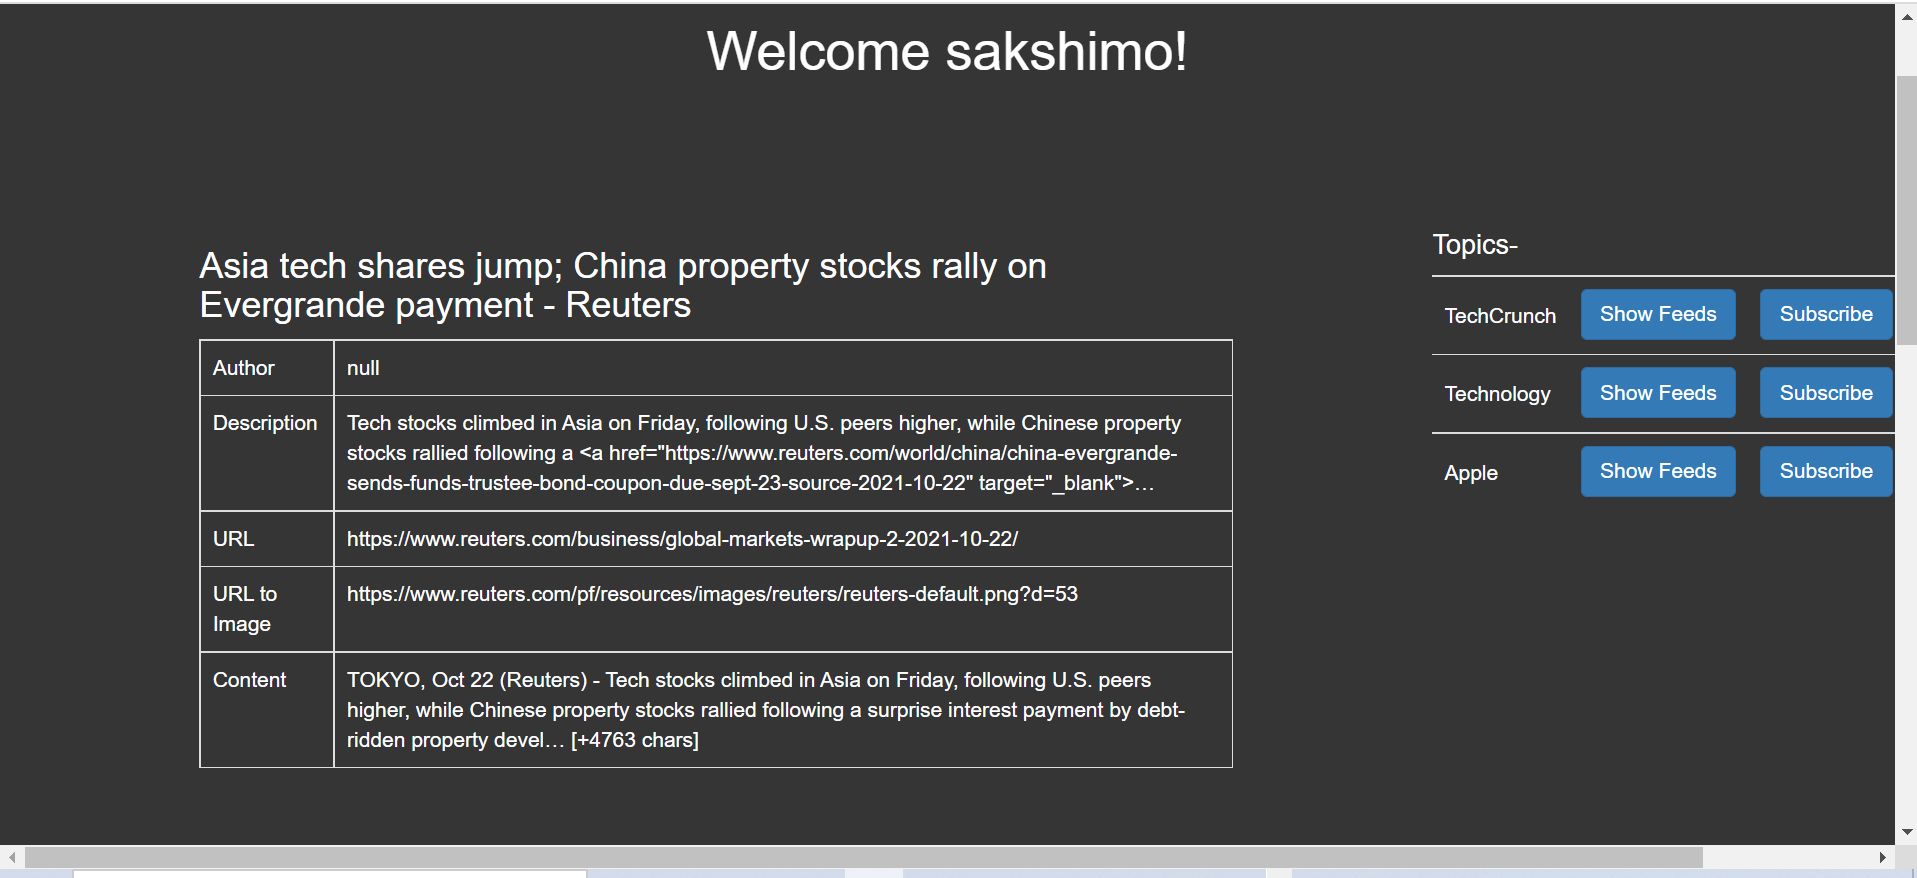 Welcome sakshimo!
Asia tech shares jump; China property stocks rally on
Evergrande payment - Reuters
Author null
Description Tech stocks climbed in Asia on Friday, following U.S. peers higher, while Chinese property
stocks rallied following a <a href="https://www.reuters.com/world/china/china-evergrande-
sends-funds-trustee-bond-coupon-due-sept-23-source-2021-10-22" target="_blank">…
URL https://www.reuters.com/business/global-markets-wrapup-2-2021-10-22/
URL to https://www.reuters.com/pf/resources/images/reuters/reuters-default.png?d=53
Image
Content TOKYO, Oct 22 (Reuters) - Tech stocks climbed in Asia on Friday, following U.S. peers
higher, while Chinese property stocks rallied following a surprise interest payment by debt-
ridden property devel… [+4763 chars]
Topics-
TechCrunch Show Feeds Subscribe
Technology Show Feeds Subscribe
Apple Show Feeds Subscribe